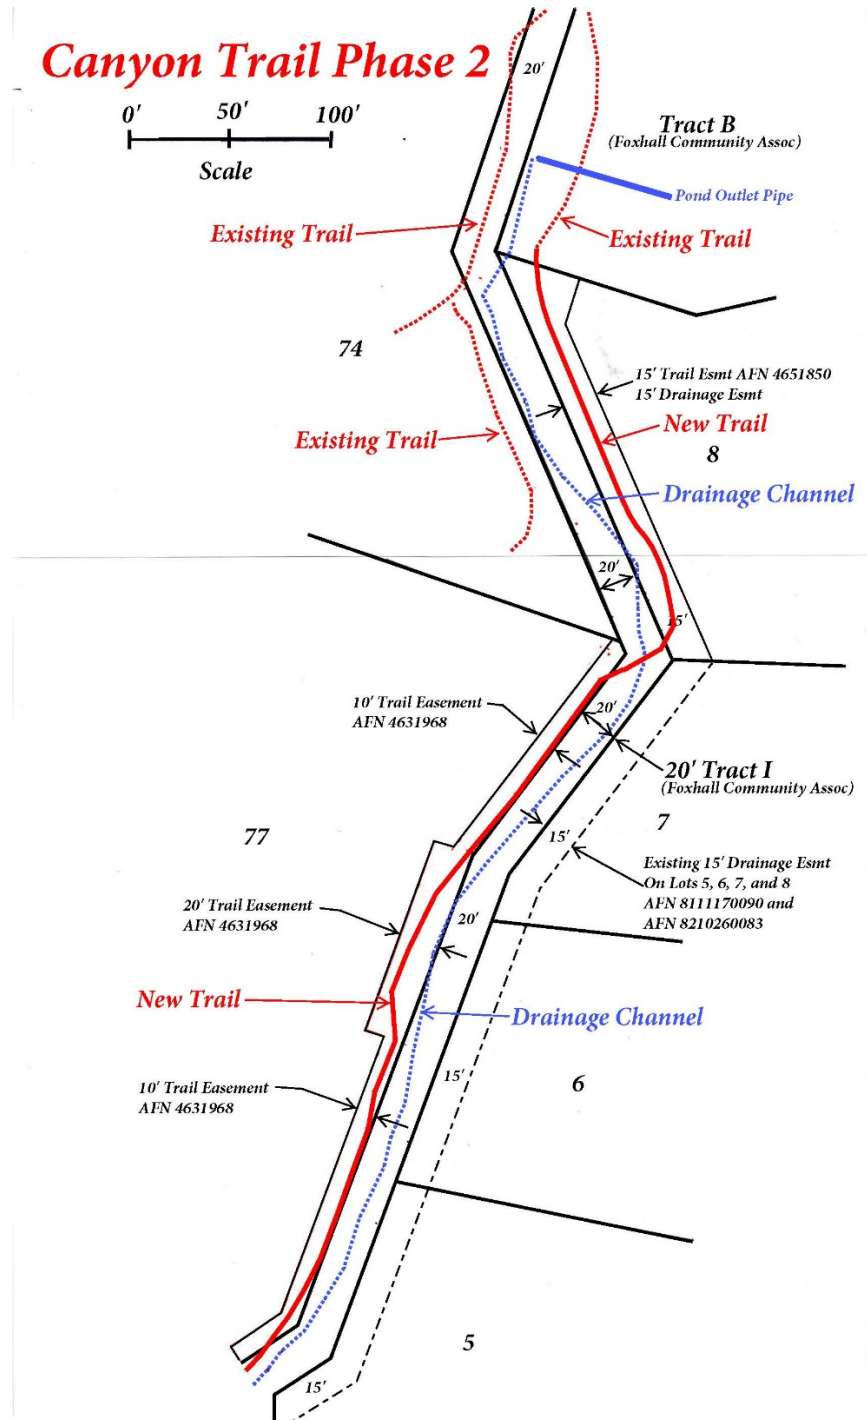 Canyon Trail Phase 2
0' 50' 100'
Scale
20'
Tract B
(Foxhall Community Assoc)
Pond Outlet Pipe
Existing Trail
Existing Trail
74
15' Trail Esmt AFN 4651850
15' Drainage Esmt
New Trail
Existing Trail
8
Drainage Channel
20'
15'
10' Trail Easement
AFN 4631968
20'
20' Tract I
(Foxhall Community Assoc)
77
15'
7
Existing 15' Drainage Esmt
On Lots 5, 6, 7, and 8
AFN 8111170090 and
AFN 8210260083
20' Trail Easement
AFN 4631968
20'
New Trail
Drainage Channel
10' Trail Easement
AFN 4631968
15'
6
5
15'